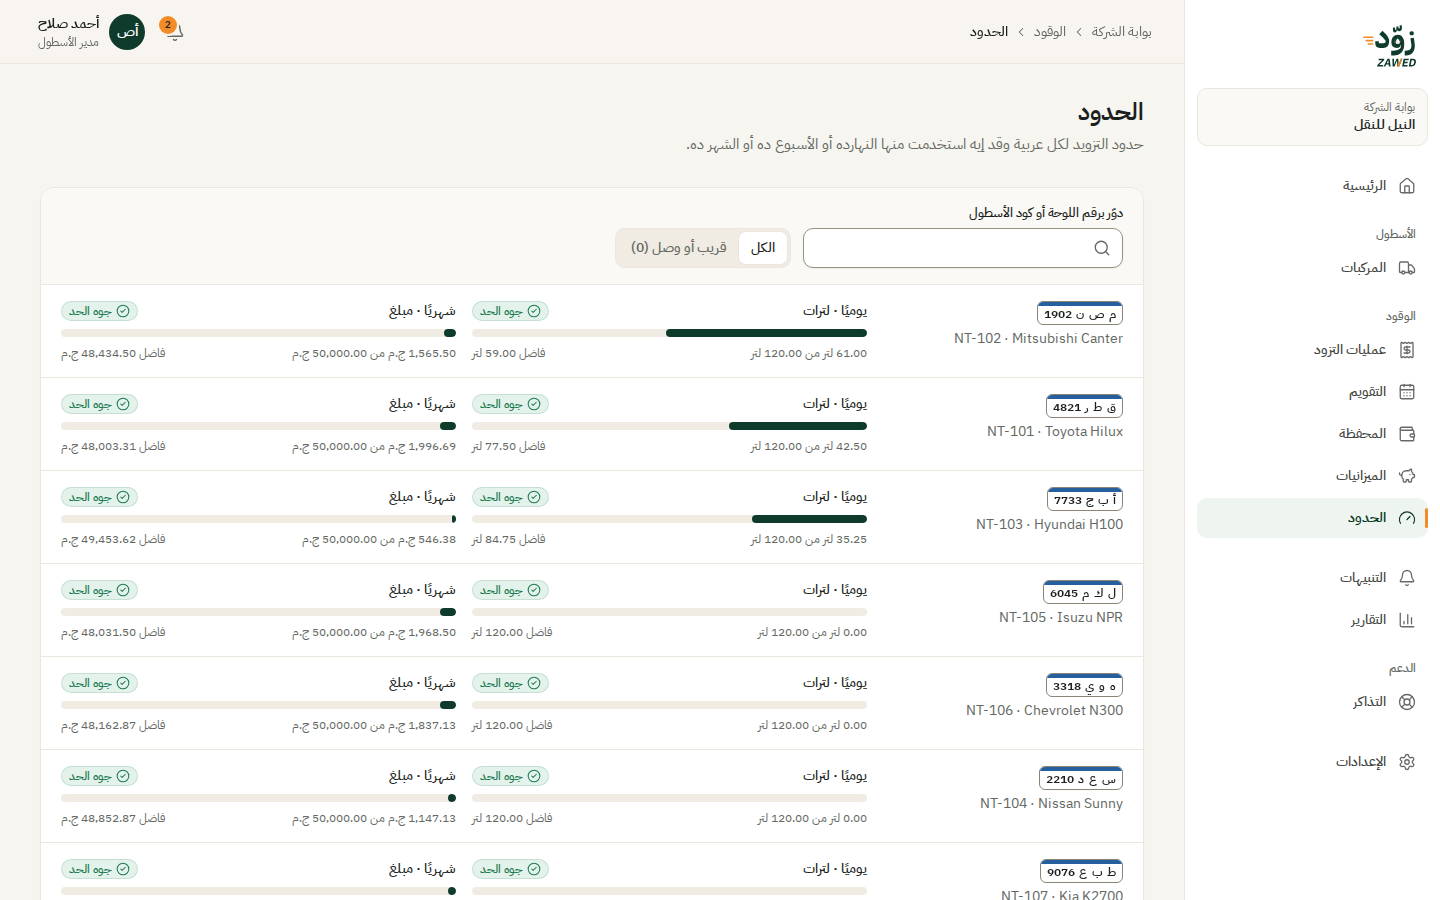 زوّد
ZAWED
بوابة الشركة
النيل للنقل
الرئيسية
الأسطول
المركبات
الوقود
عمليات التزود
التقويم
المحفظة
الميزانيات
الحدود
التنبيهات
التقارير
الدعم
التذاكر
الإعدادات
بوابة الشركة
الوقود
الحدود
2
أص
أحمد صلاح
مدير الأسطول
الحدود
حدود التزويد لكل عربية وقد إيه استخدمت منها النهارده أو الأسبوع ده أو الشهر ده.
دوّر برقم اللوحة أو كود الأسطول
الكل
قريب أو وصل (0)
م ص ن 1902
NT-102 · Mitsubishi Canter
يوميًا · لترات
جوه الحد
61.00 لتر من 120.00 لتر
فاضل 59.00 لتر
شهريًا · مبلغ
جوه الحد
1,565.50 ج.م من 50,000.00 ج.م
فاضل 48,434.50 ج.م
ق ط ر 4821
NT-101 · Toyota Hilux
يوميًا · لترات
جوه الحد
42.50 لتر من 120.00 لتر
فاضل 77.50 لتر
شهريًا · مبلغ
جوه الحد
1,996.69 ج.م من 50,000.00 ج.م
فاضل 48,003.31 ج.م
أ ب ج 7733
NT-103 · Hyundai H100
يوميًا · لترات
جوه الحد
35.25 لتر من 120.00 لتر
فاضل 84.75 لتر
شهريًا · مبلغ
جوه الحد
546.38 ج.م من 50,000.00 ج.م
فاضل 49,453.62 ج.م
ل ك م 6045
NT-105 · Isuzu NPR
يوميًا · لترات
جوه الحد
0.00 لتر من 120.00 لتر
فاضل 120.00 لتر
شهريًا · مبلغ
جوه الحد
1,968.50 ج.م من 50,000.00 ج.م
فاضل 48,031.50 ج.م
ه و ي 3318
NT-106 · Chevrolet N300
يوميًا · لترات
جوه الحد
0.00 لتر من 120.00 لتر
فاضل 120.00 لتر
شهريًا · مبلغ
جوه الحد
1,837.13 ج.م من 50,000.00 ج.م
فاضل 48,162.87 ج.م
س ع د 2210
NT-104 · Nissan Sunny
يوميًا · لترات
جوه الحد
0.00 لتر من 120.00 لتر
فاضل 120.00 لتر
شهريًا · مبلغ
جوه الحد
1,147.13 ج.م من 50,000.00 ج.م
فاضل 48,852.87 ج.م
ط ب ع 9076
NT-107 · Kia K2700
يوميًا · لترات
جوه الحد
شهريًا · مبلغ
جوه الحد